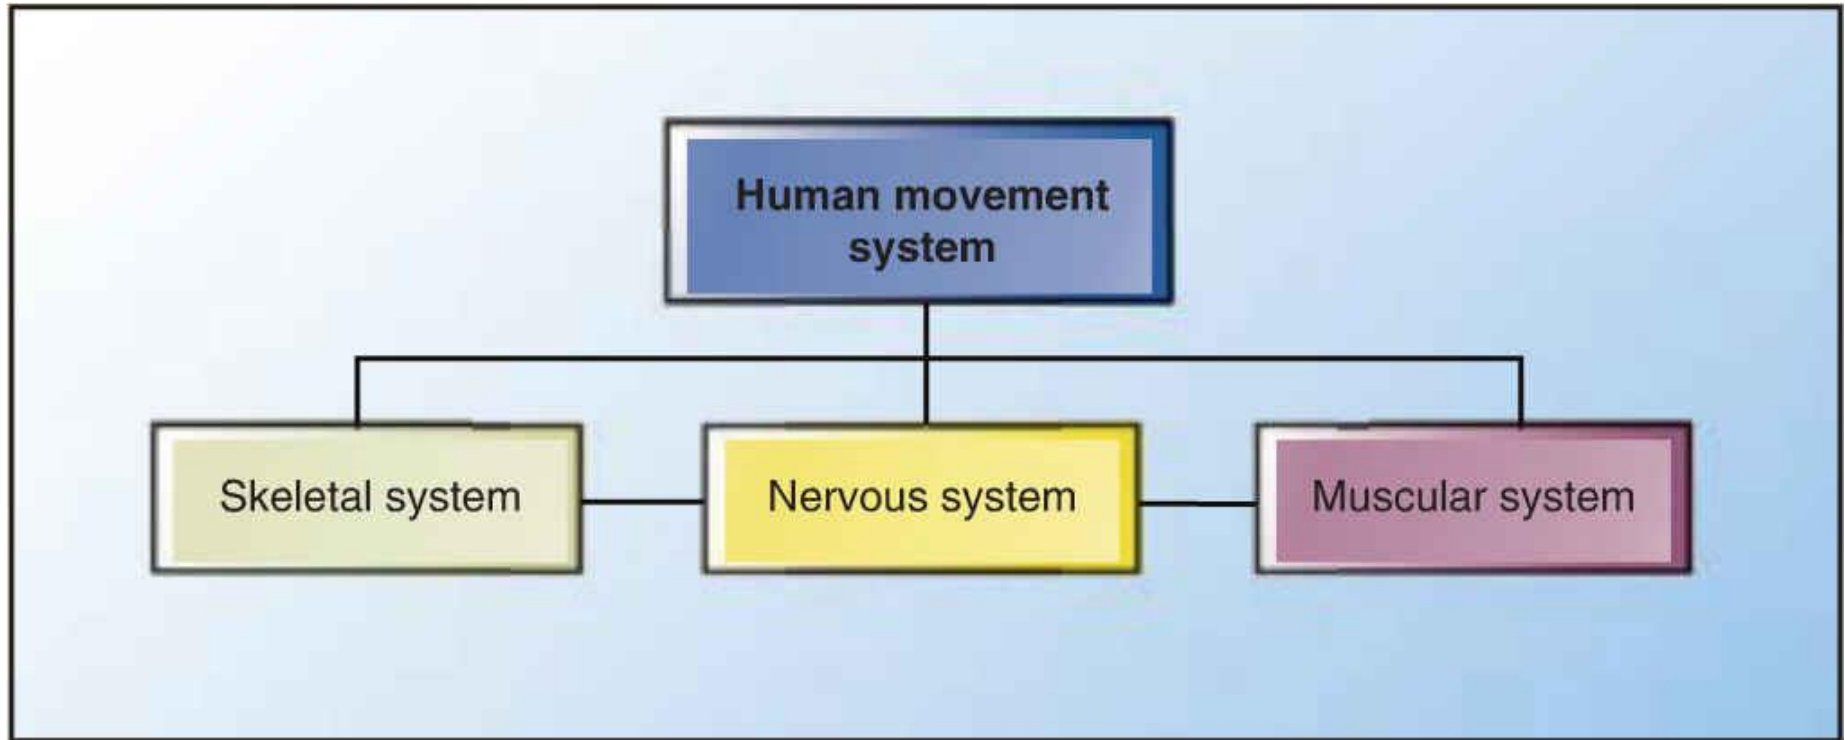 Human movement
system
Skeletal system
Nervous system
Muscular system